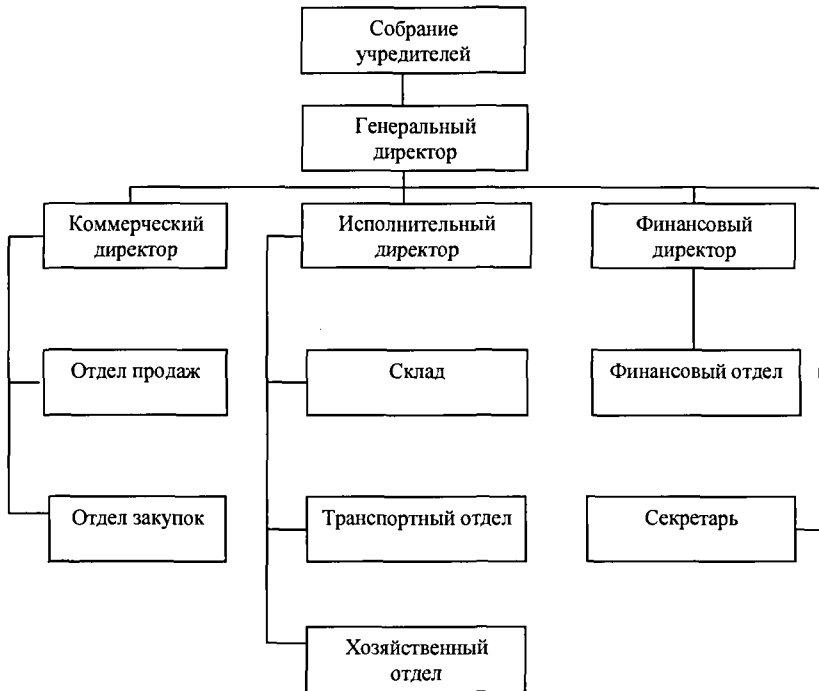 Собрание
учредителей
Генеральный
директор
Коммерческий
директор
Исполнительный
директор
Финансовый
директор
Отдел продаж
Склад
Финансовый отдел
Отдел закупок
Транспортный отдел
Секретарь
Хозяйственный
отдел